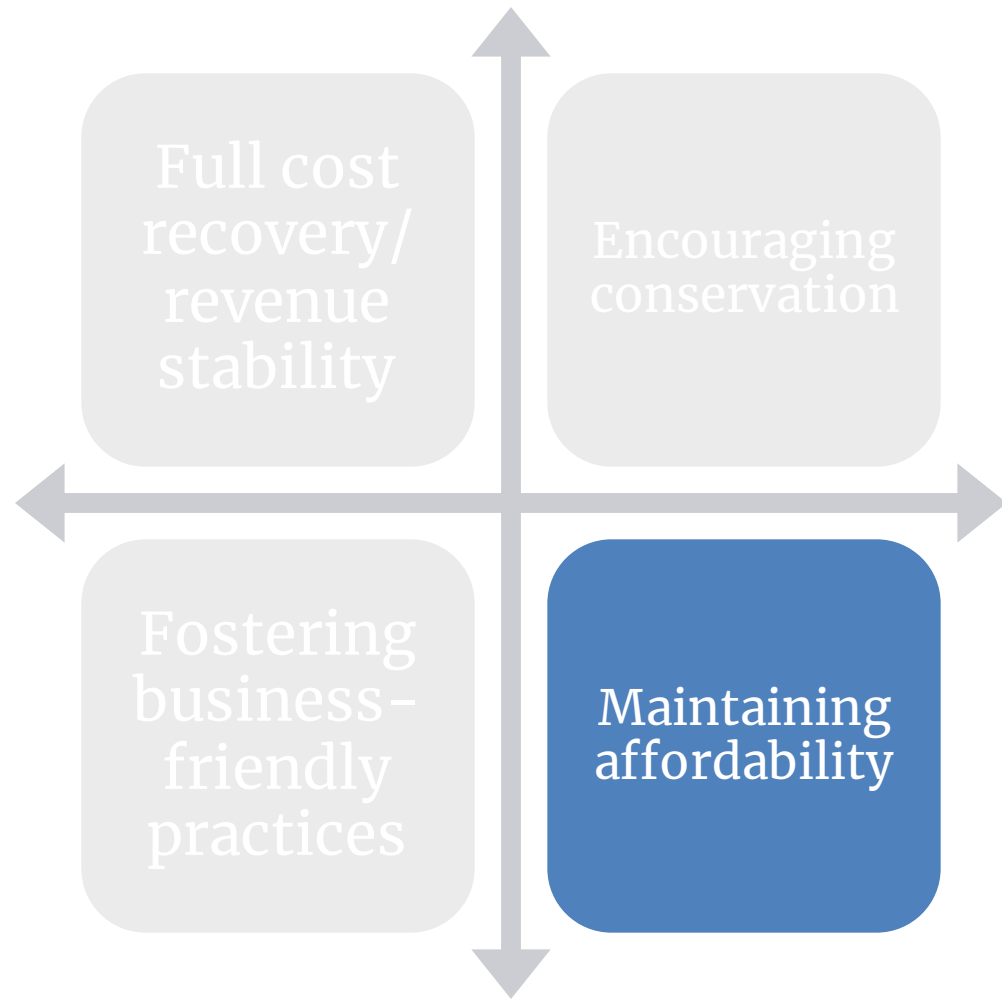 Full cost
recovery/
revenue
stability
Encouraging
conservation
Fostering
business-
friendly
practices
Maintaining
affordability